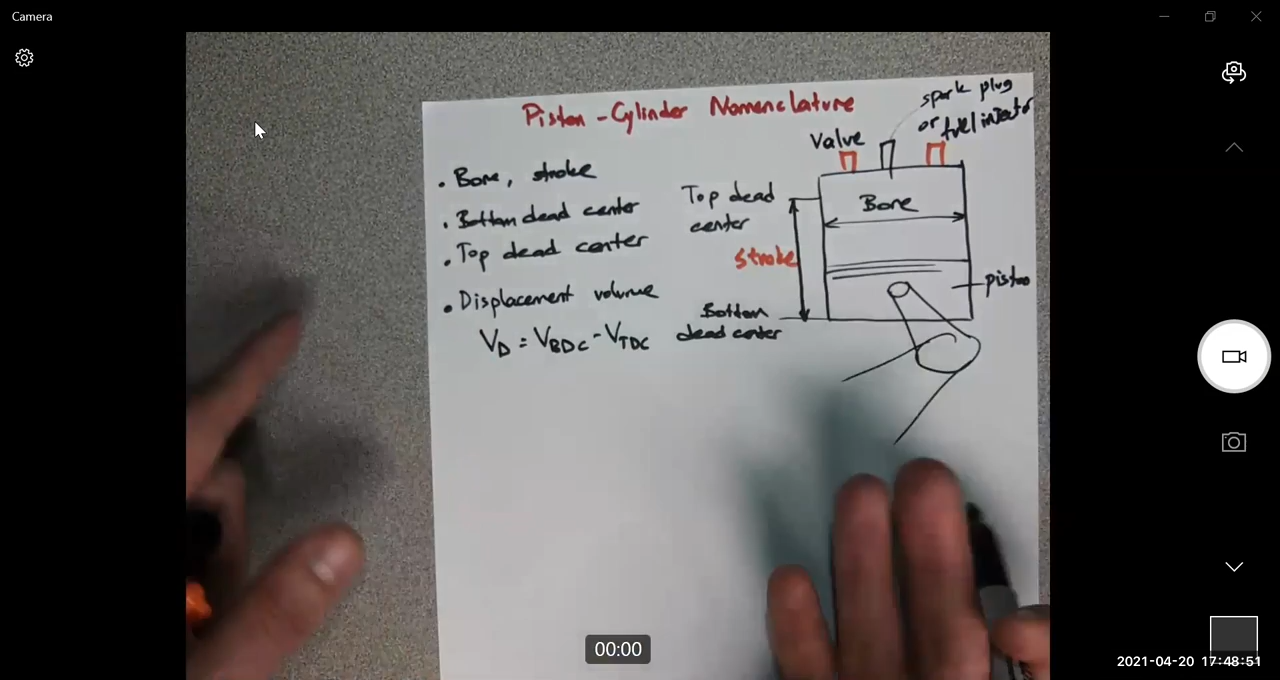 Camera
Piston-Cylinder Nomenclature
• Bore, stroke
• Bottom dead center
• Top dead center
• Displacement volume
V_D = V_BDC - V_TDC
spark plug
or fuel injector
Valve
Top dead
center
Bore
stroke
piston
Bottom
dead center
00:00
2021-04-20 17:48:51